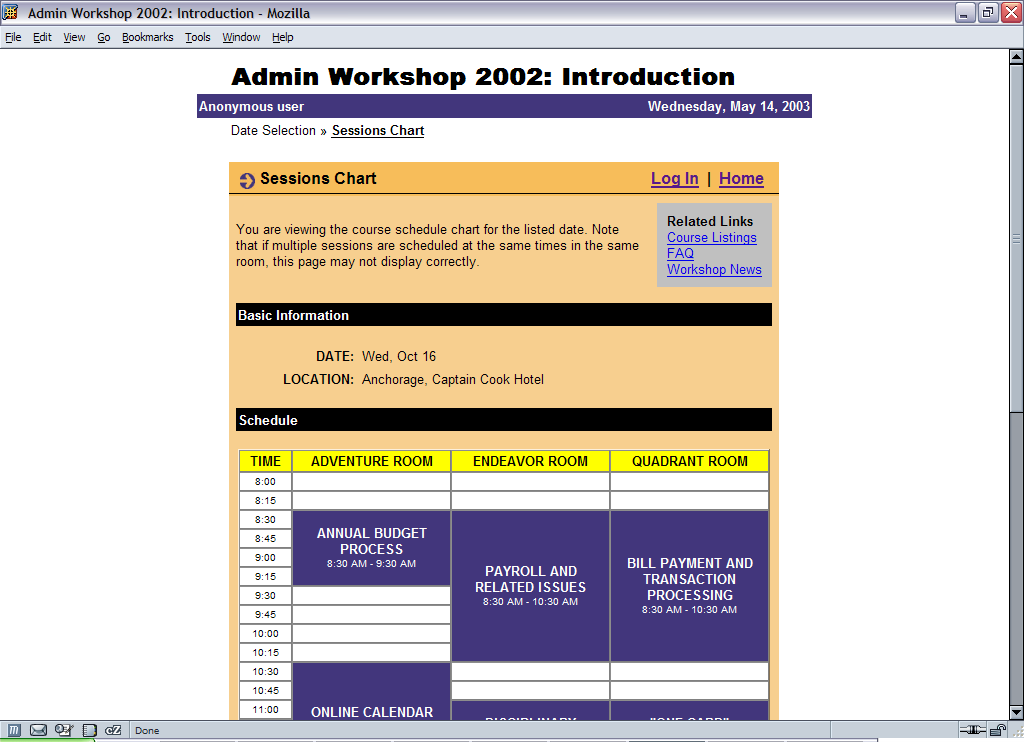 Admin Workshop 2002: Introduction - Mozilla
File Edit View Go Bookmarks Tools Window Help
Admin Workshop 2002: Introduction
Anonymous user Wednesday, May 14, 2003
Date Selection » Sessions Chart
Sessions Chart Log In | Home
You are viewing the course schedule chart for the listed date. Note
that if multiple sessions are scheduled at the same times in the same
room, this page may not display correctly.
Related Links
Course Listings
FAQ
Workshop News
Basic Information
DATE: Wed, Oct 16
LOCATION: Anchorage, Captain Cook Hotel
Schedule
TIME ADVENTURE ROOM ENDEAVOR ROOM QUADRANT ROOM
8:00
8:15
8:30
8:45
9:00
9:15
9:30
9:45
10:00
10:15
10:30
10:45
11:00
ANNUAL BUDGET
PROCESS
8:30 AM - 9:30 AM
PAYROLL AND
RELATED ISSUES
8:30 AM - 10:30 AM
BILL PAYMENT AND
TRANSACTION
PROCESSING
8:30 AM - 10:30 AM
ONLINE CALENDAR
DISCIPLINARY
"ONE CARD"
Done